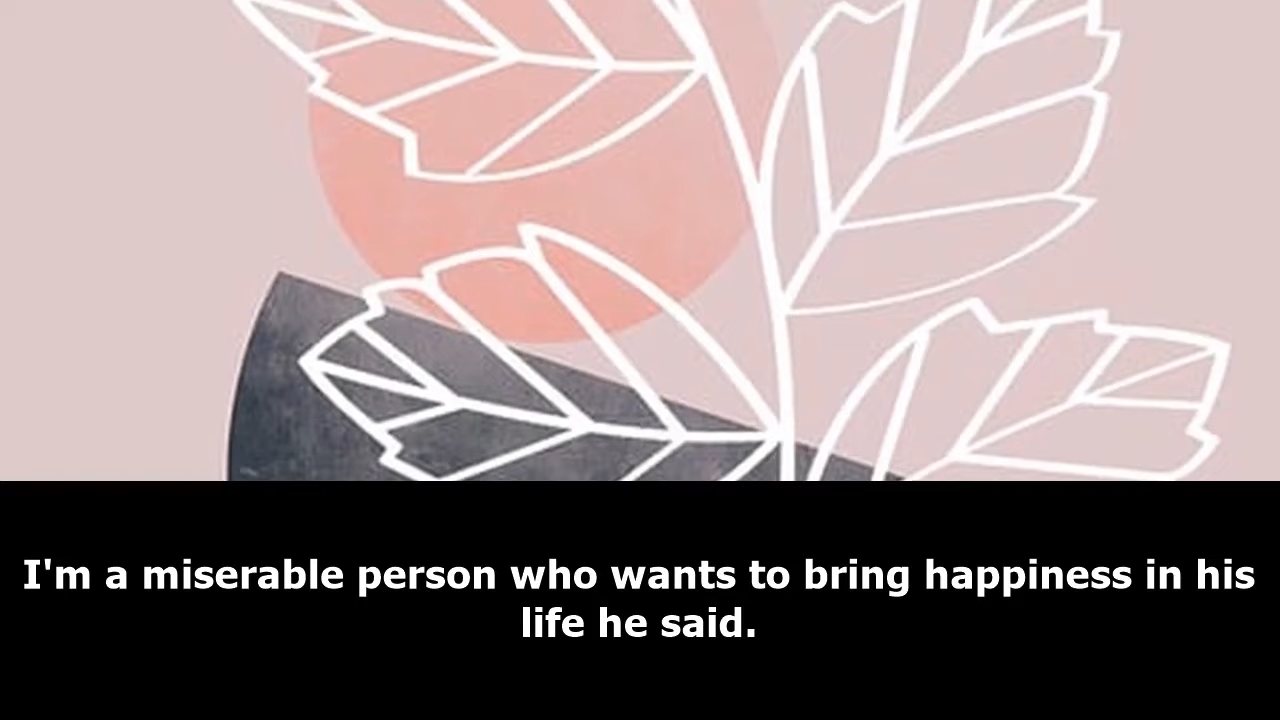 I'm a miserable person who wants to bring happiness in his
life he said.